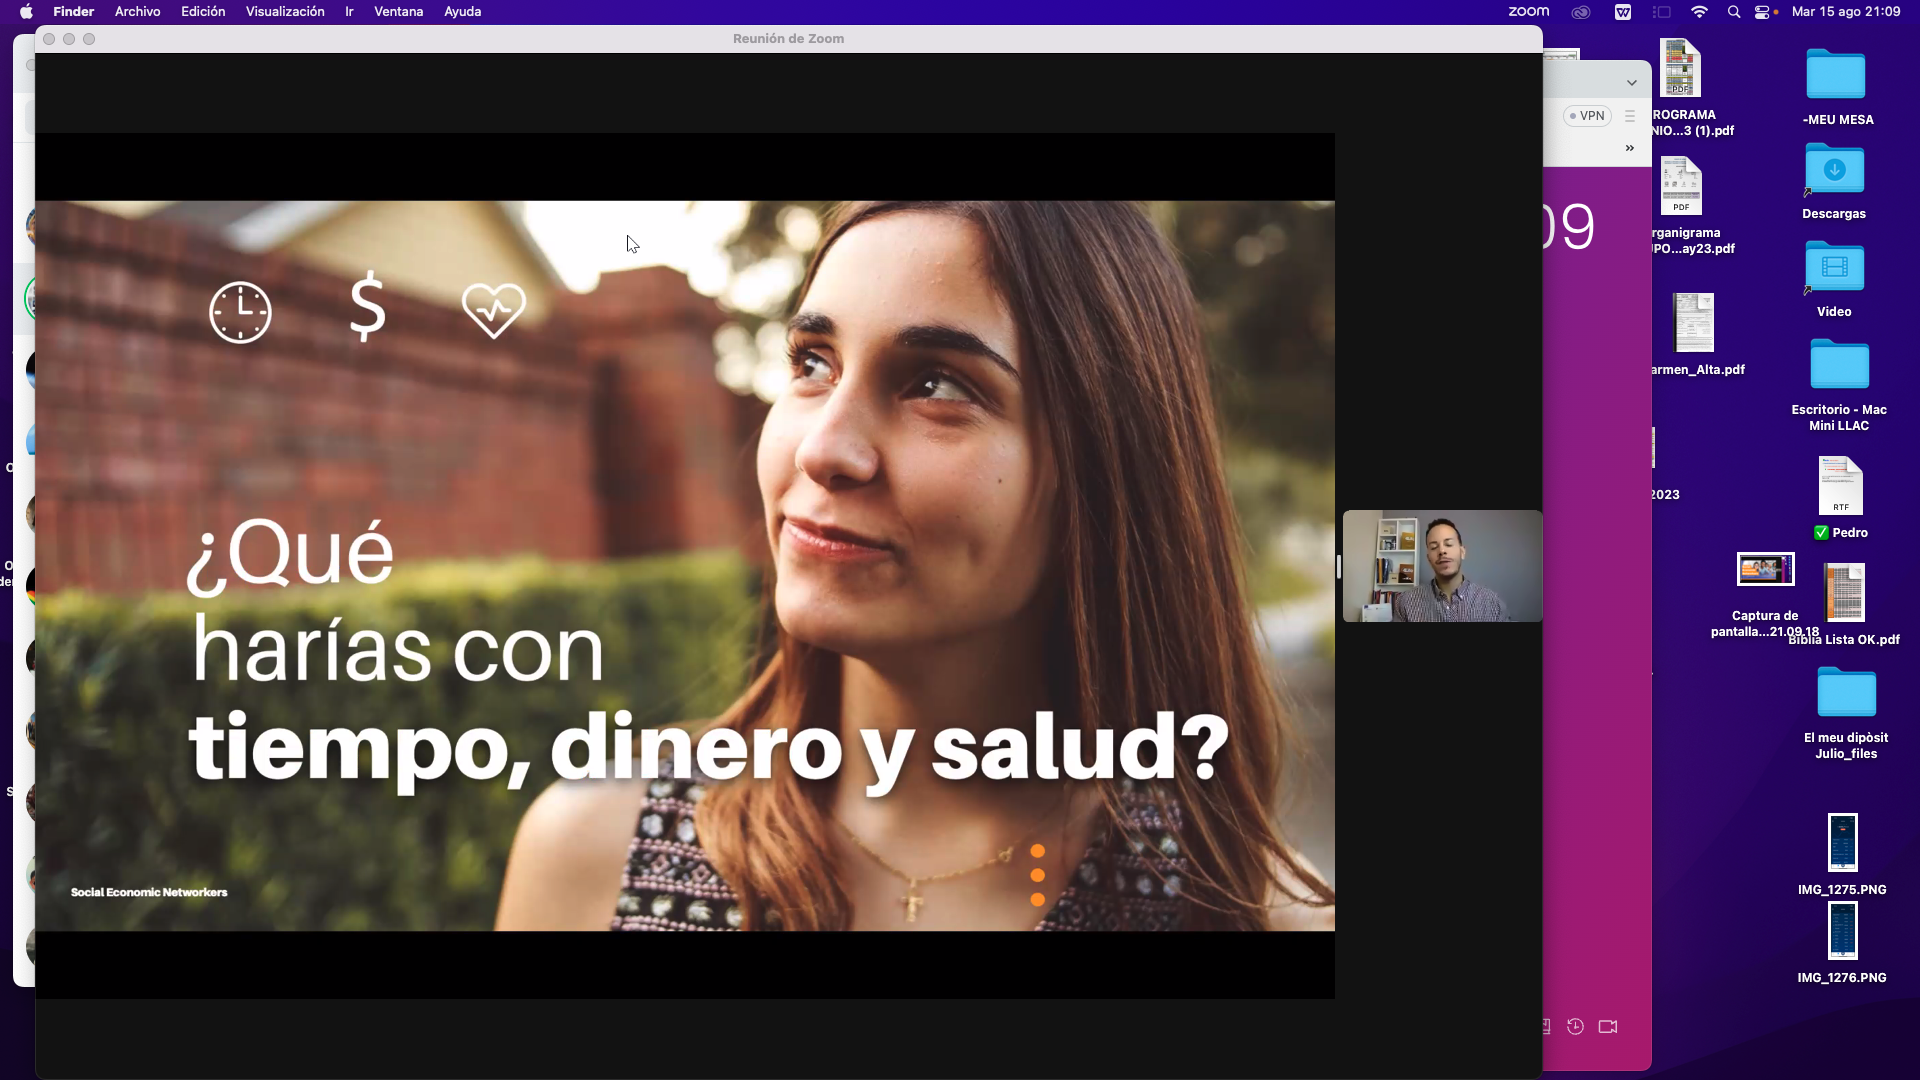 Finder Archivo Edición Visualización Ir Ventana Ayuda
zoom
Mar 15 ago 21:09
Reunión de Zoom
¿Qué
harías con
tiempo, dinero y salud?
Social Economic Networkers
VPN
»
09
PDF
ROGRAMA
NIO...3 (1).pdf
PDF
rganigrama
UPO...ay23.pdf
armen_Alta.pdf
2023
-MEU MESA
Descargas
Video
Escritorio - Mac
Mini LLAC
RTF
✅ Pedro
Captura de
pantalla...21.09.18
Biblia Lista OK.pdf
El meu dipòsit
Julio_files
IMG_1275.PNG
IMG_1276.PNG